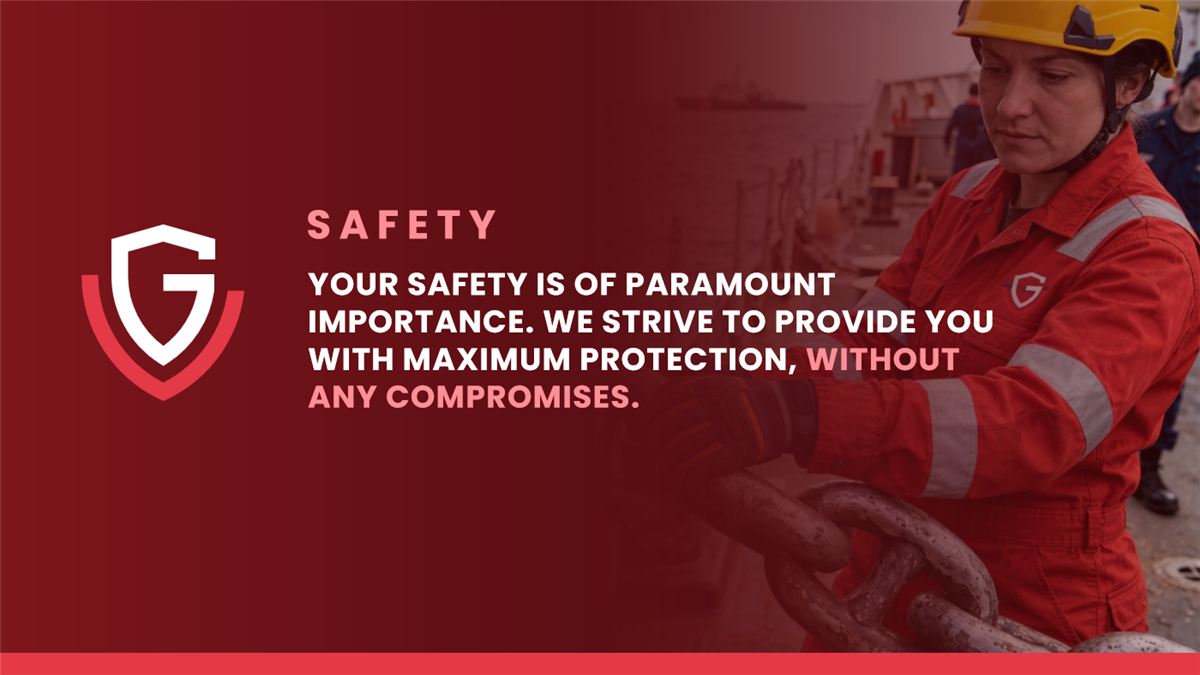 SAFETY
YOUR SAFETY IS OF PARAMOUNT
IMPORTANCE. WE STRIVE TO PROVIDE YOU
WITH MAXIMUM PROTECTION, WITHOUT
ANY COMPROMISES.
G
G